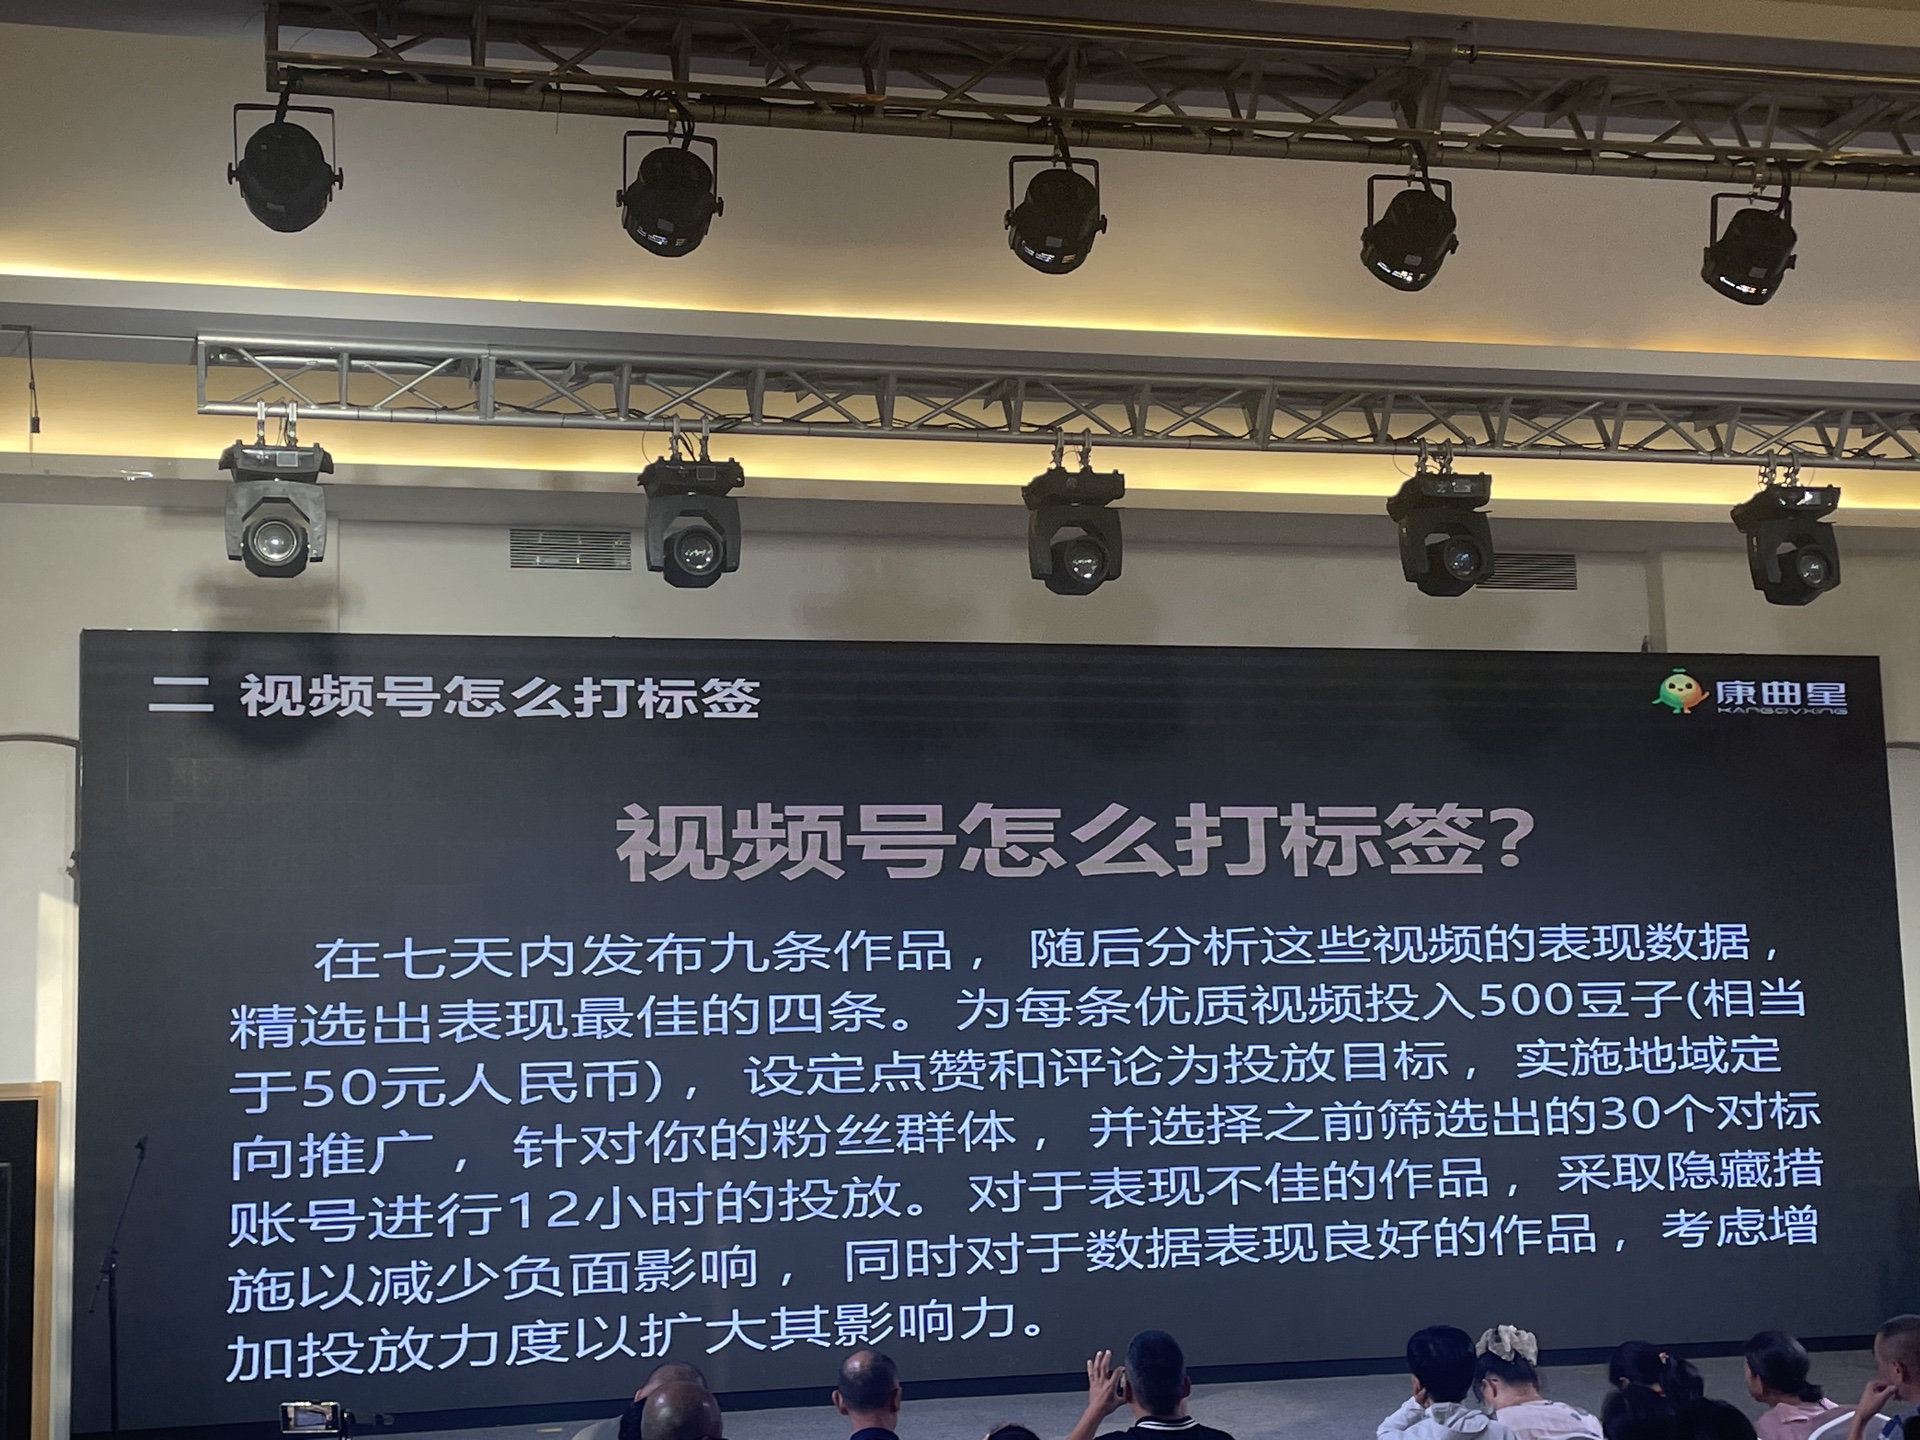 二 视频号怎么打标签
康曲星
KANGQVXING
视频号怎么打标签?
在七天内发布九条作品，随后分析这些视频的表现数据，
精选出表现最佳的四条。为每条优质视频投入500豆子(相当
于50元人民币)，设定点赞和评论为投放目标，实施地域定
向推广，针对你的粉丝群体，并选择之前筛选出的30个对标
账号进行12小时的投放。对于表现不佳的作品，采取隐藏措
施以减少负面影响，同时对于数据表现良好的作品，考虑增
加投放力度以扩大其影响力。